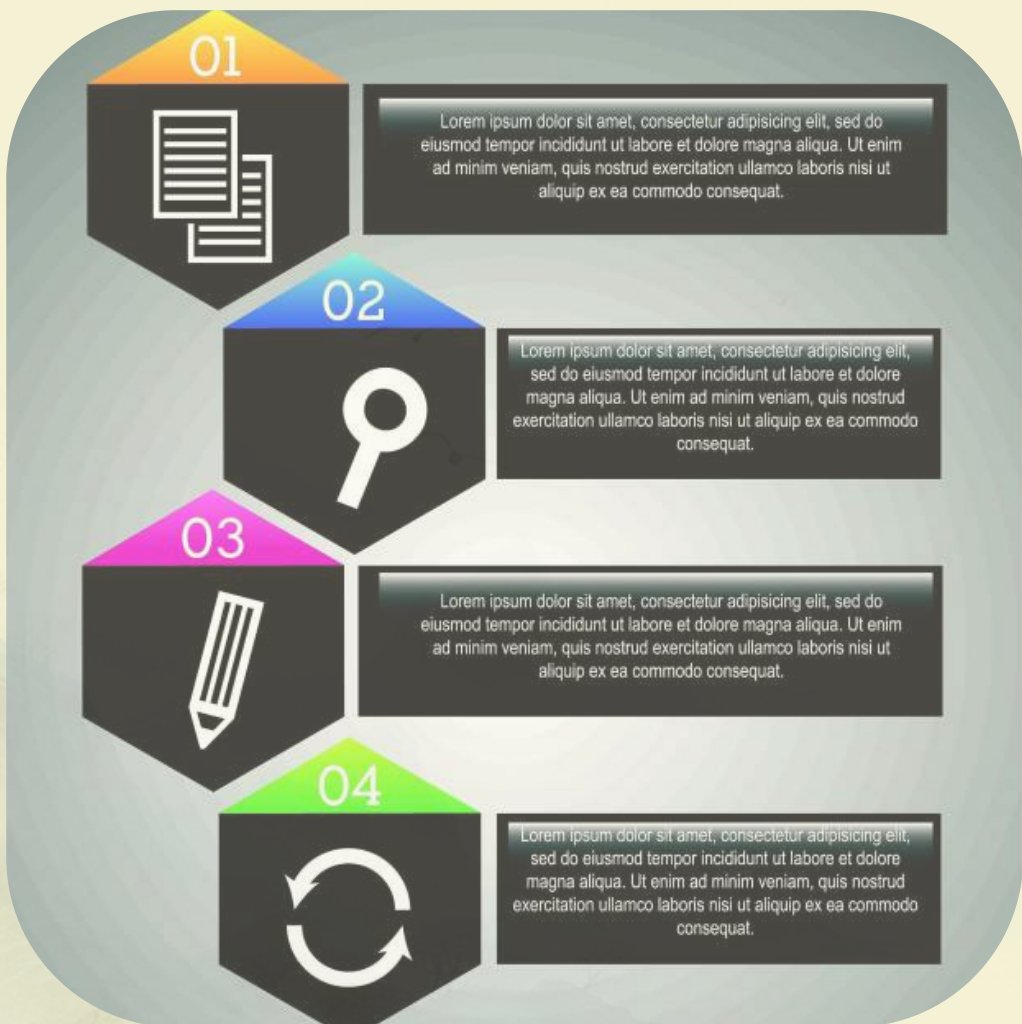 01
Lorem ipsum dolor sit amet, consectetur adipisicing elit, sed do
eiusmod tempor incididunt ut labore et dolore magna aliqua. Ut enim
ad minim veniam, quis nostrud exercitation ullamco laboris nisi ut
aliquip ex ea commodo consequat.
02
Lorem ipsum dolor sit amet, consectetur adipisicing elit,
sed do eiusmod tempor incididunt ut labore et dolore
magna aliqua. Ut enim ad minim veniam, quis nostrud
exercitation ullamco laboris nisi ut aliquip ex ea commodo
consequat.
03
Lorem ipsum dolor sit amet, consectetur adipisicing elit, sed do
eiusmod tempor incididunt ut labore et dolore magna aliqua. Ut enim
ad minim veniam, quis nostrud exercitation ullamco laboris nisi ut
aliquip ex ea commodo consequat.
04
Lorem ipsum dolor sit amet, consectetur adipisicing elit,
sed do eiusmod tempor incididunt ut labore et dolore
magna aliqua. Ut enim ad minim veniam, quis nostrud
exercitation ullamco laboris nisi ut aliquip ex ea commodo
consequat.